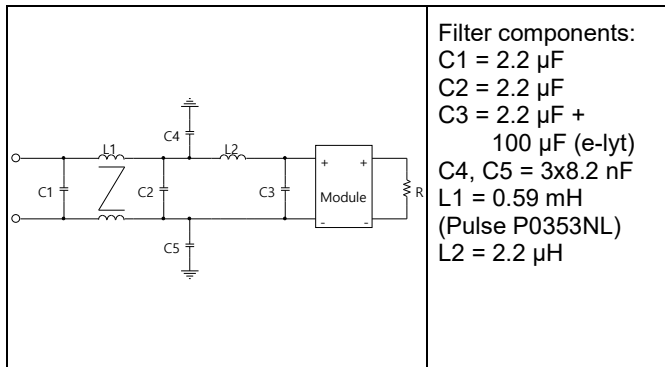 C4
L1
L2
C1
C2
C3
+
+
Module
R
-
-
C5
Filter components:
C1 = 2.2 µF
C2 = 2.2 µF
C3 = 2.2 µF +
100 µF (e-lyt)
C4, C5 = 3x8.2 nF
L1 = 0.59 mH
(Pulse P0353NL)
L2 = 2.2 µH